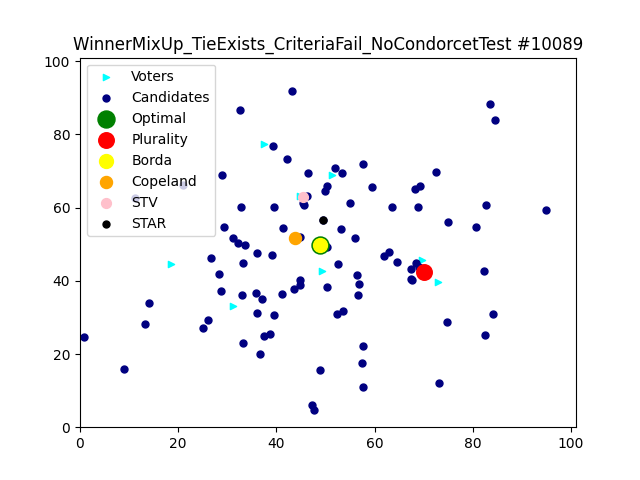 WinnerMixUp_TieExists_CriteriaFail_NoCondorcetTest #10089
100
80
60
40
20
0
Voters
Candidates
Optimal
Plurality
Borda
Copeland
STV
STAR
0 20 40 60 80 100